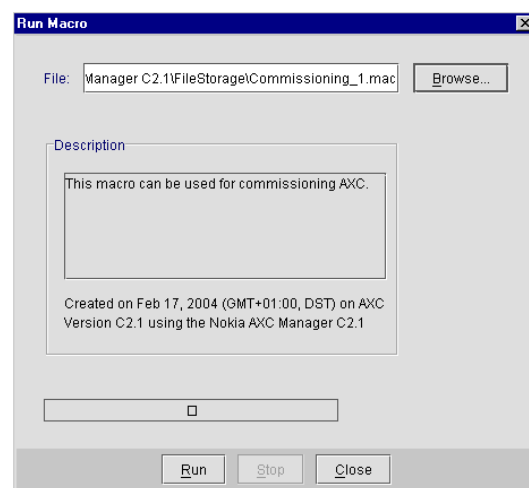 Run Macro
File: Manager C2.1\FileStorage\Commissioning_1.mac Browse...
Description
This macro can be used for commissioning AXC.
Created on Feb 17, 2004 (GMT+01:00, DST) on AXC
Version C2.1 using the Nokia AXC Manager C2.1
Run Stop Close